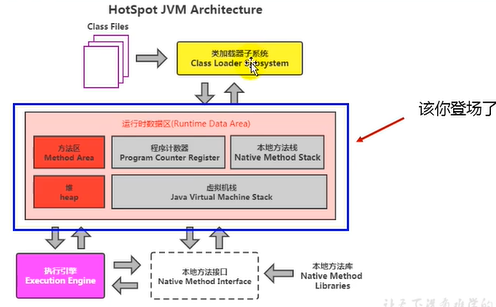 HotSpot JVM Architecture
Class Files
类加载器子系统
Class Loader Subsystem
该你登场了
运行时数据区(Runtime Data Area)
方法区
Method Area
程序计数器
Program Counter Register
本地方法栈
Native Method Stack
堆
heap
虚拟机栈
Java Virtual Machine Stack
执行引擎
Execution Engine
本地方法接口
Native Method Interface
本地方法库
Native Method
Libraries